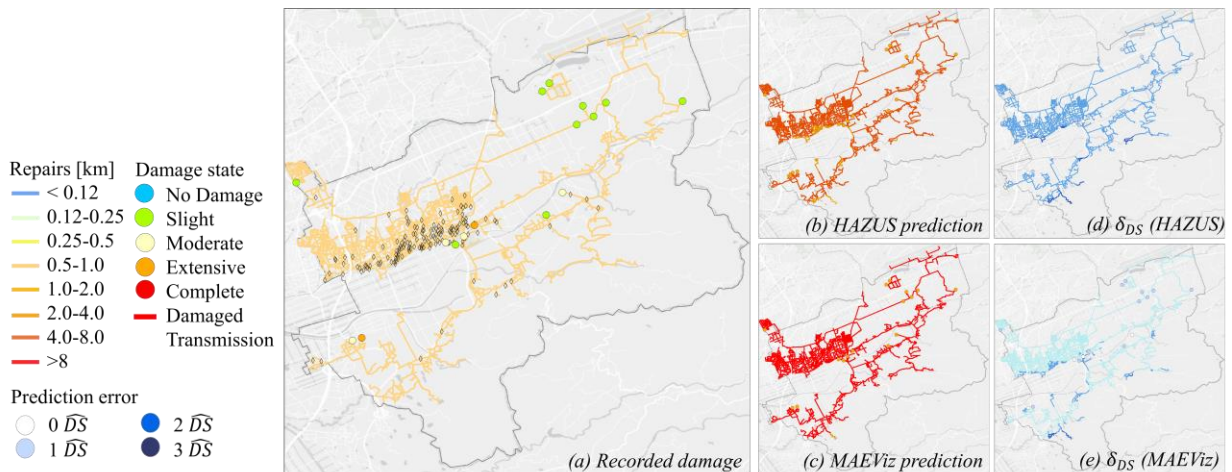 Repairs [km]
< 0.12
0.12-0.25
0.25-0.5
0.5-1.0
1.0-2.0
2.0-4.0
4.0-8.0
>8
Damage state
No Damage
Slight
Moderate
Extensive
Complete
Damaged
Transmission
Prediction error
0 D̂S
1 D̂S
2 D̂S
3 D̂S
(a) Recorded damage
(b) HAZUS prediction
(c) MAEViz prediction
(d) δDS (HAZUS)
(e) δDS (MAEViz)